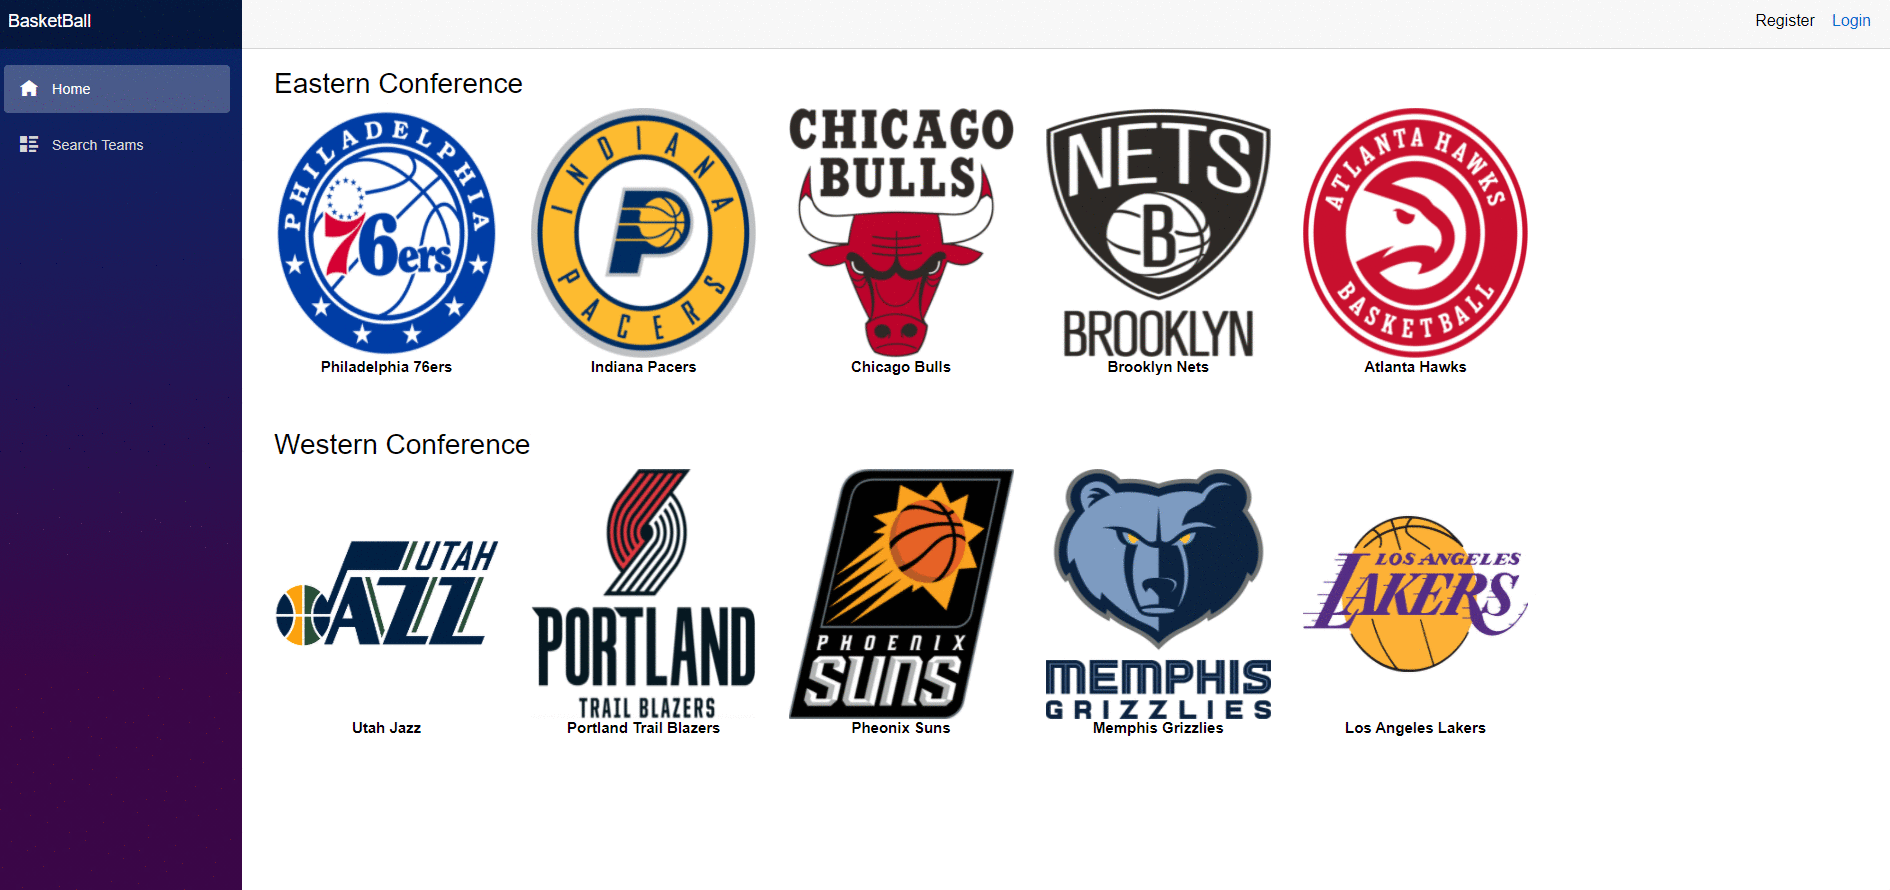 BasketBall
Register Login
Home
Search Teams
Eastern Conference
PHILADELPHIA
76ers
INDIANA
PACERS
P
CHICAGO
BULLS
NETS
B
BROOKLYN
ATLANTA HAWKS
BASKETBALL
Philadelphia 76ers
Indiana Pacers
Chicago Bulls
Brooklyn Nets
Atlanta Hawks
Western Conference
UTAH
JAZZ
PORTLAND
TRAIL BLAZERS
PHOENIX
SUNS
MEMPHIS
GRIZZLIES
LOS ANGELES
LAKERS
Utah Jazz
Portland Trail Blazers
Pheonix Suns
Memphis Grizzlies
Los Angeles Lakers